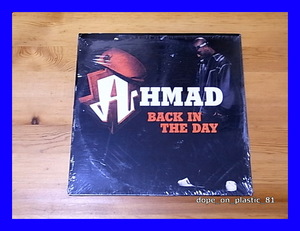 AHMAD
BACK IN
THE DAY
dope on plastic 81